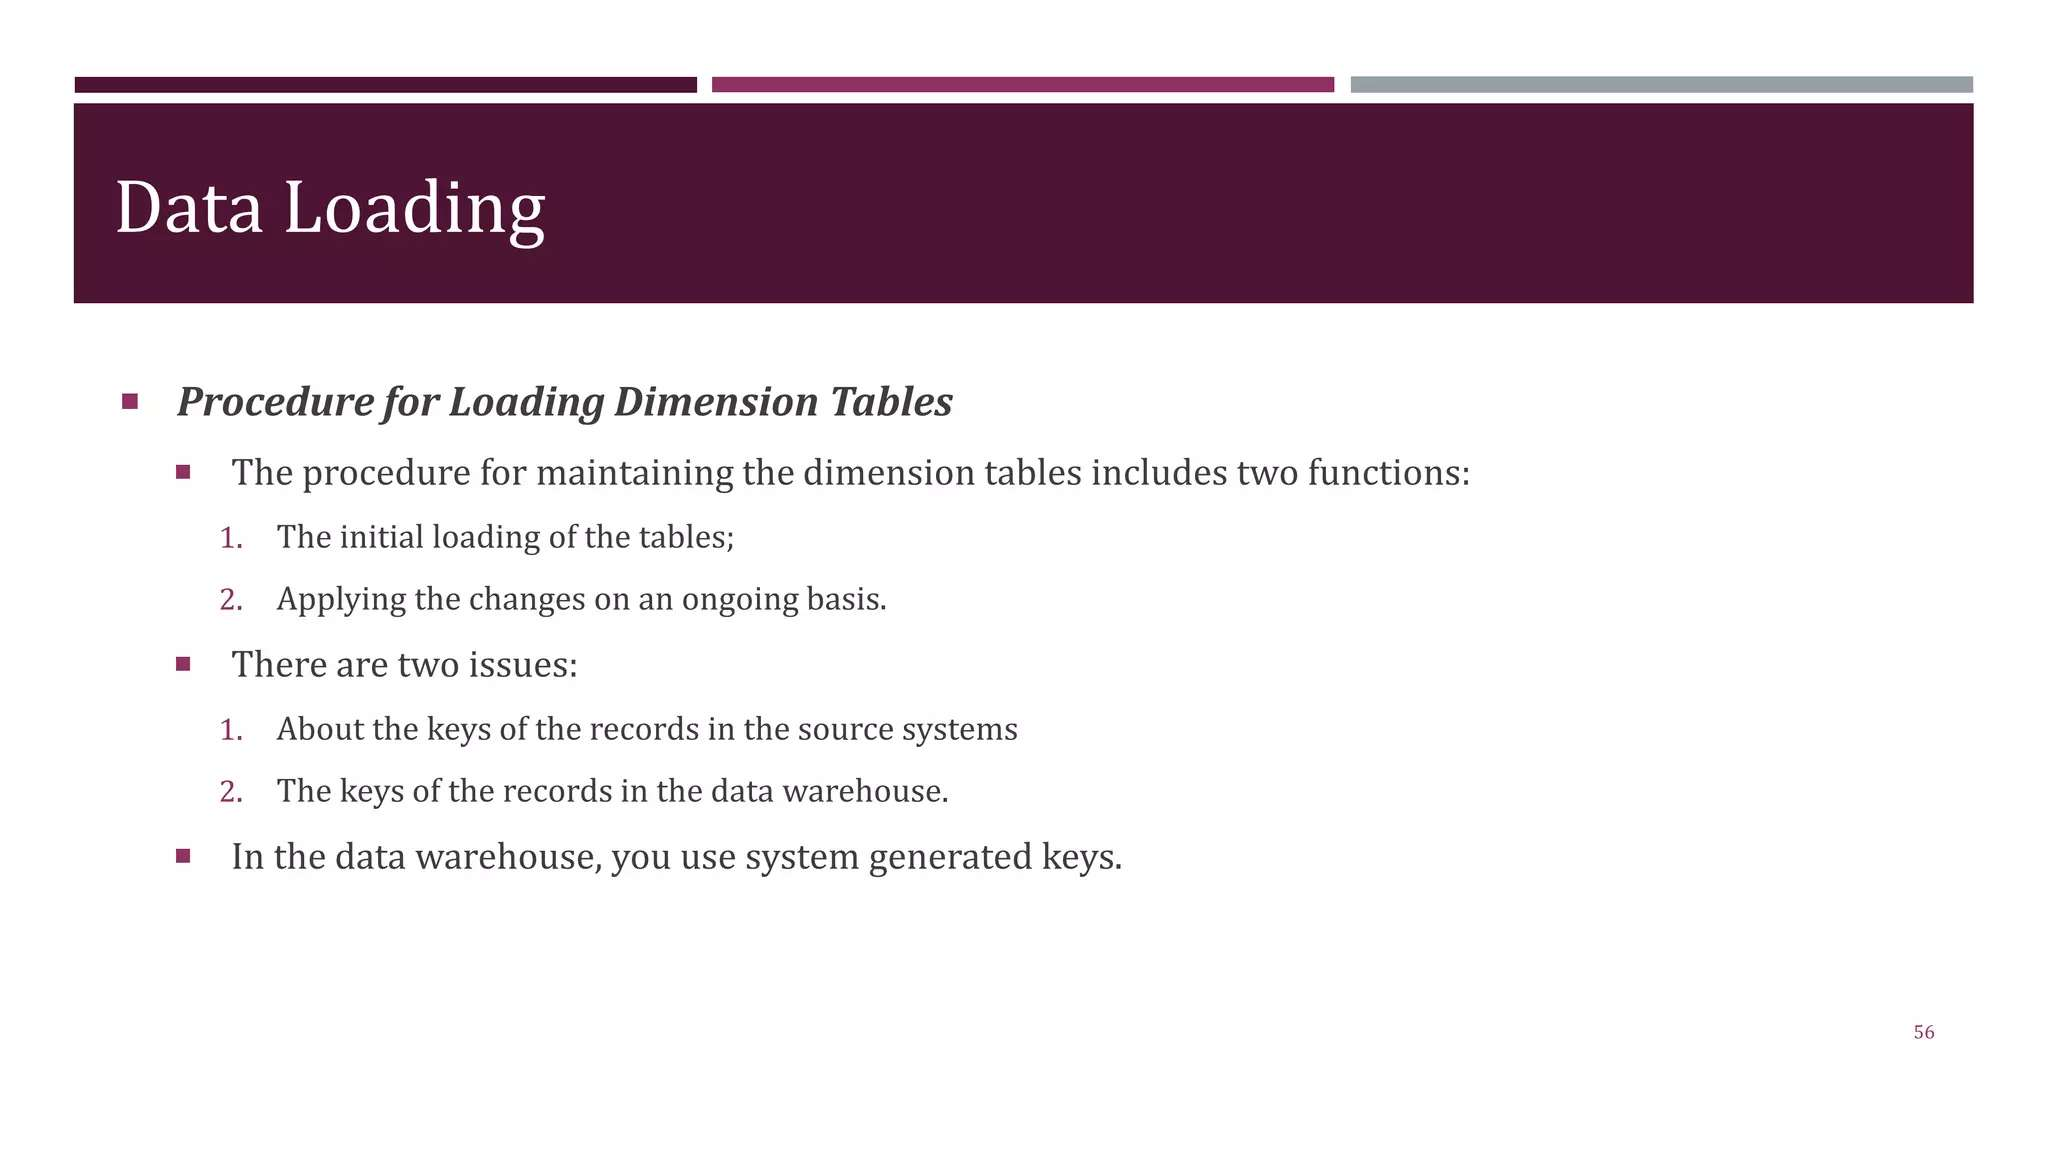 Data Loading
Procedure for Loading Dimension Tables
The procedure for maintaining the dimension tables includes two functions:
1. The initial loading of the tables;
2. Applying the changes on an ongoing basis.
There are two issues:
1. About the keys of the records in the source systems
2. The keys of the records in the data warehouse.
In the data warehouse, you use system generated keys.
56